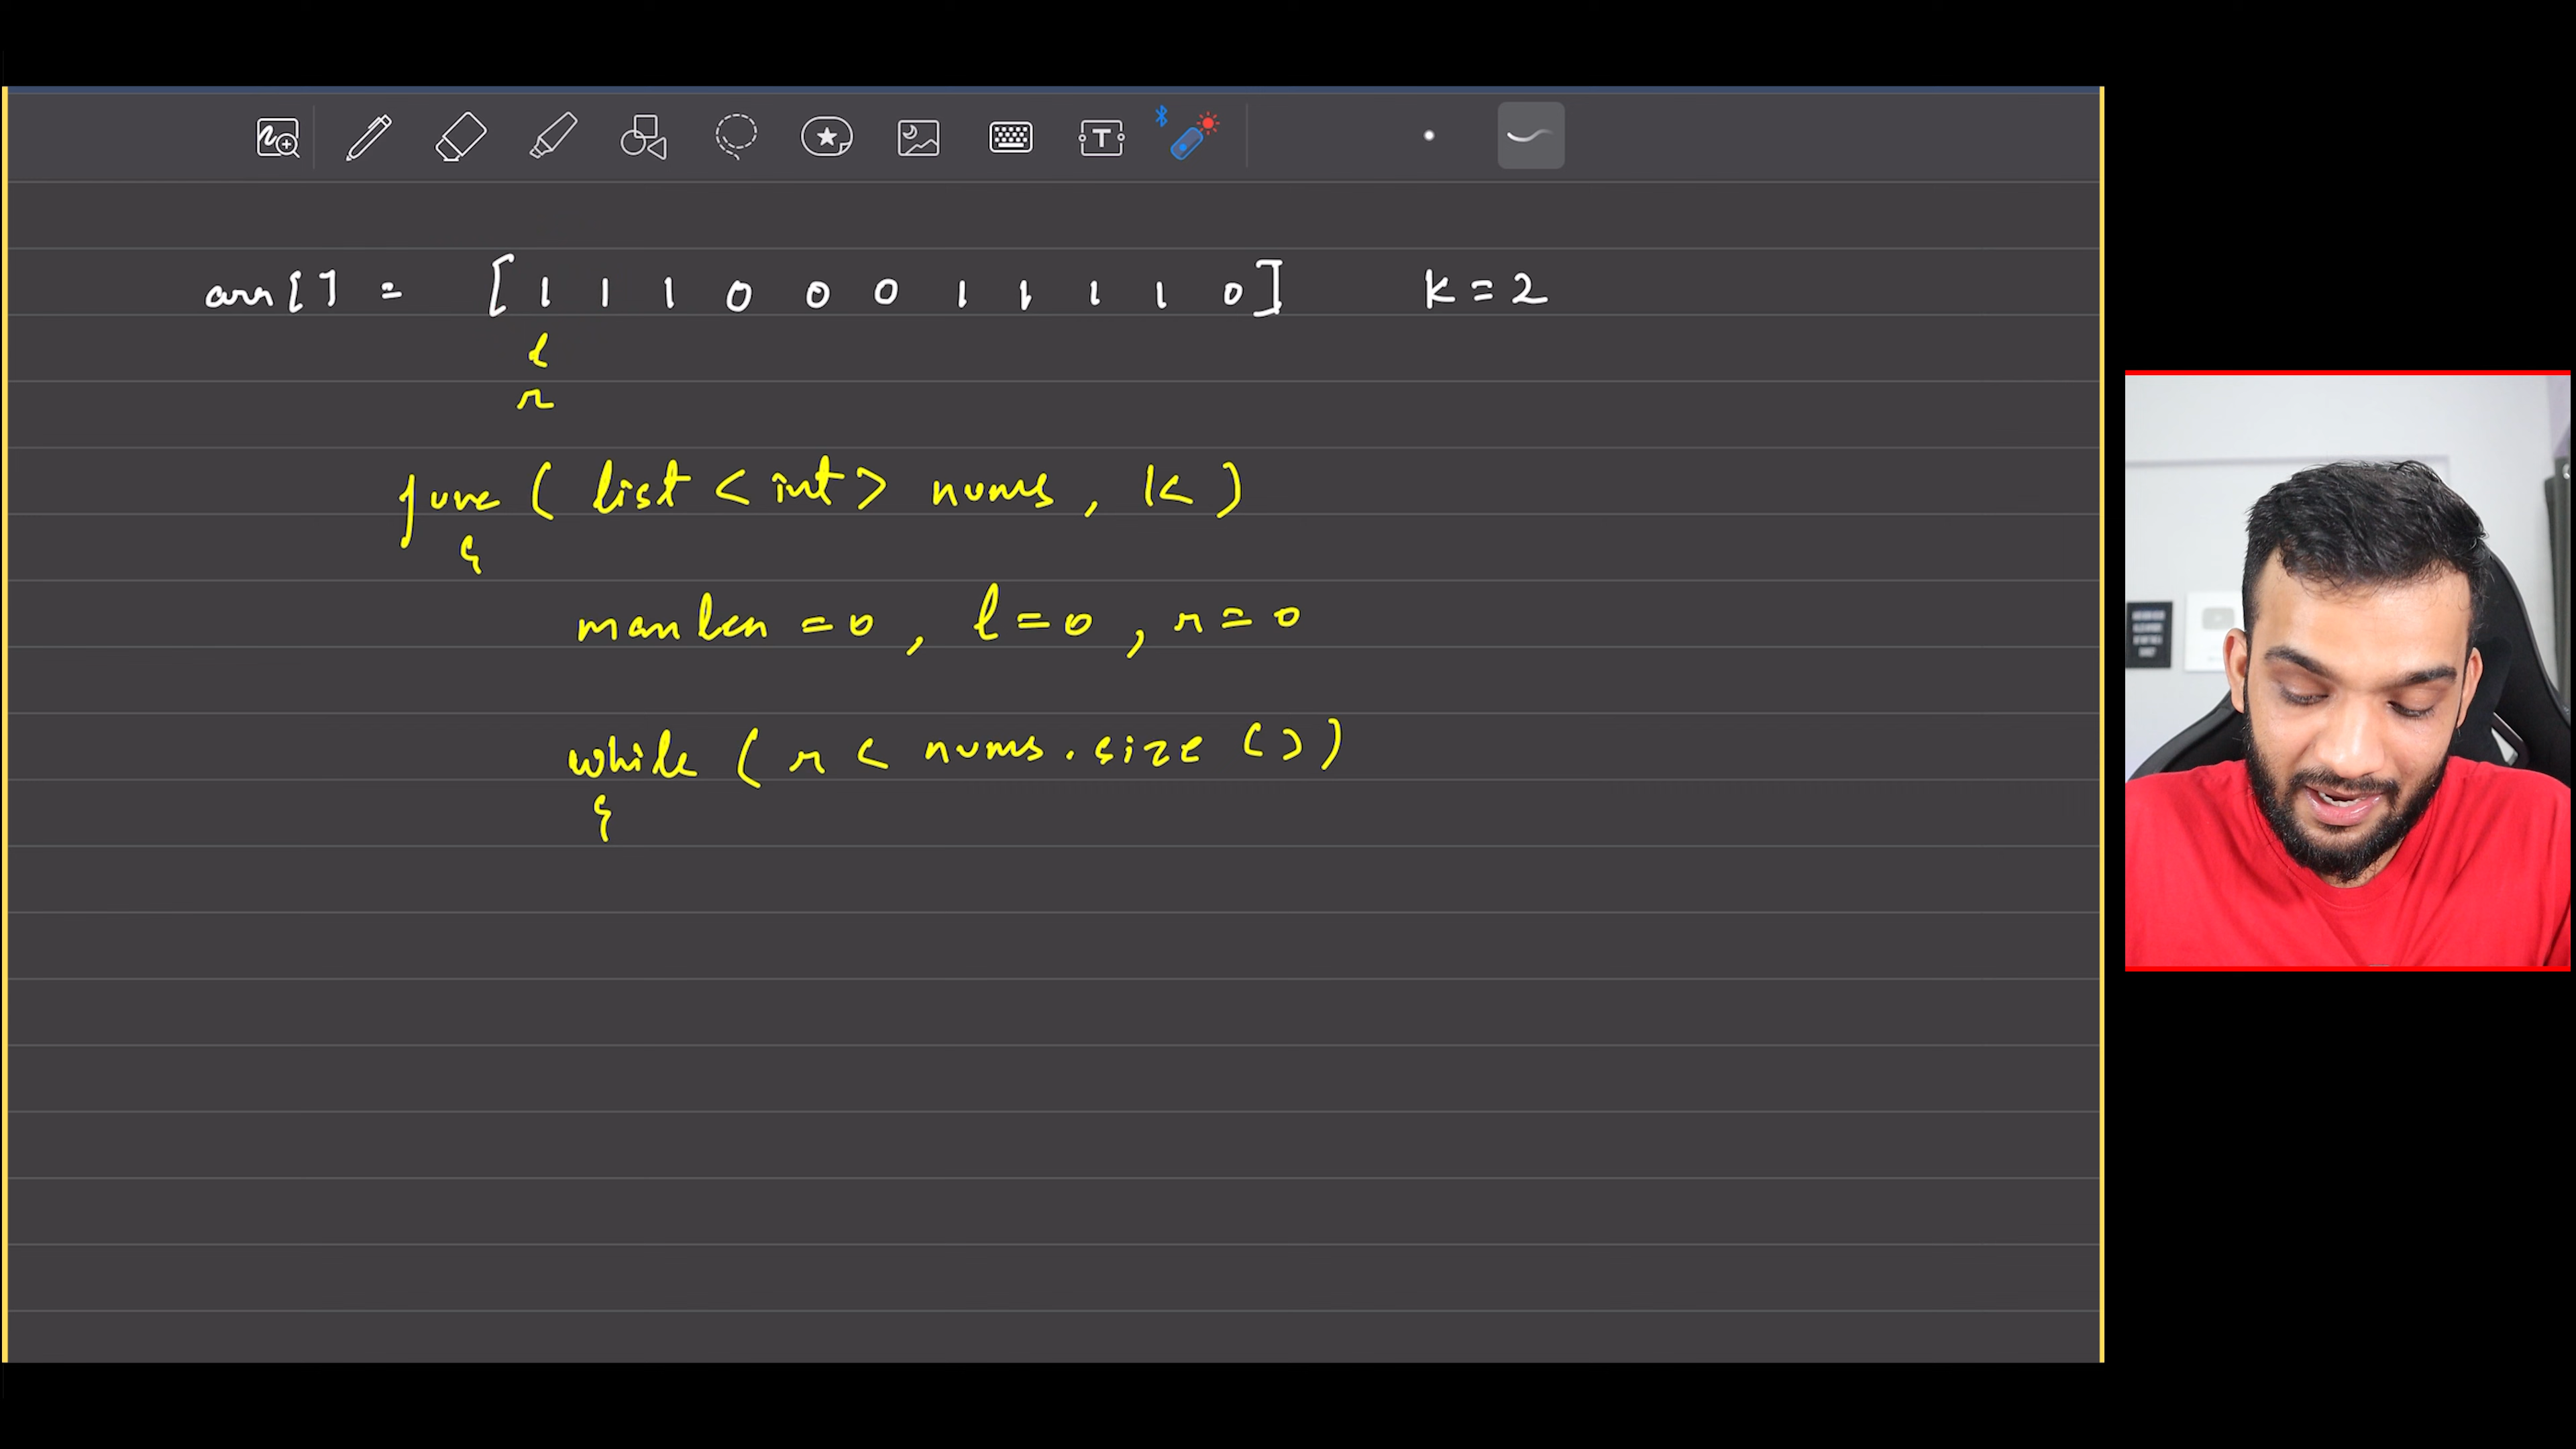 arr[] = [1 1 1 0 0 0 1 1 1 1 0] K=2
l
r
func (list <int> nums, K)
{
maxlen = 0, l = 0, r = 0
while (r < nums.size())
{